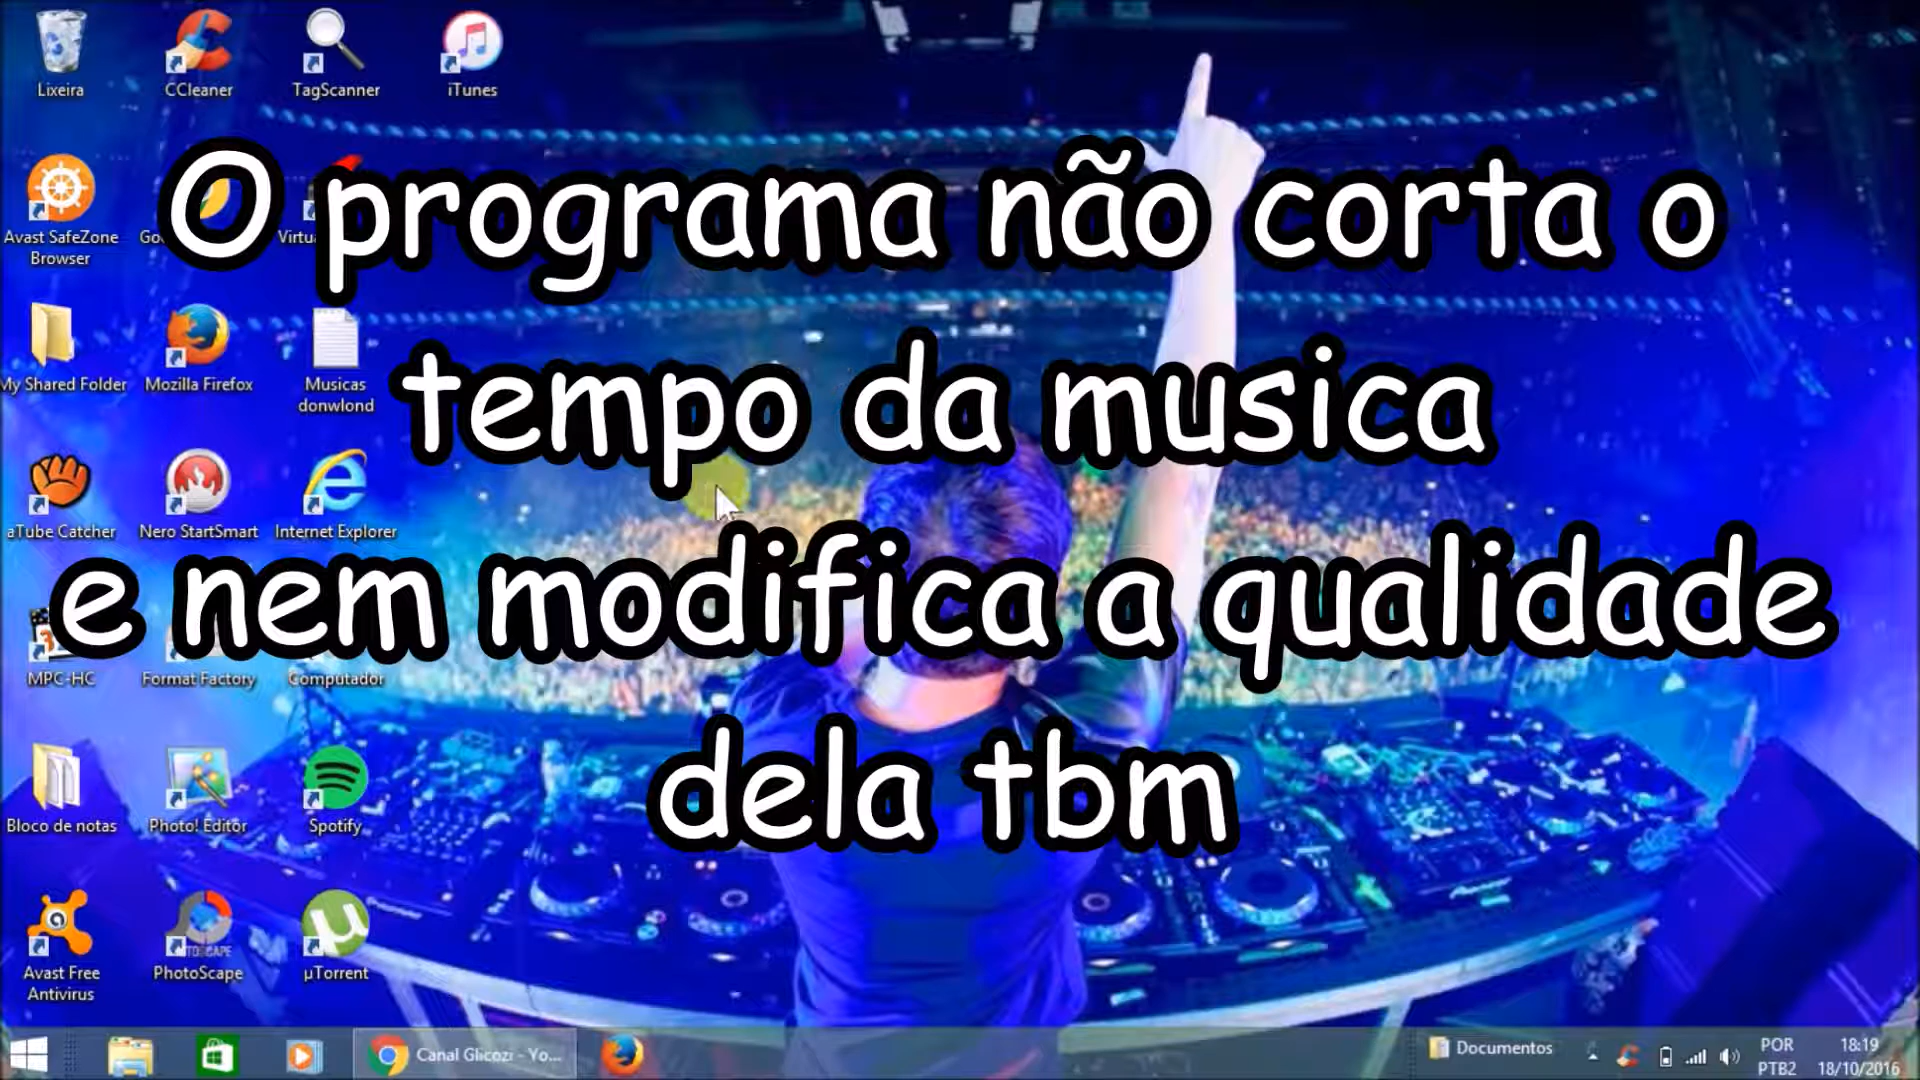 Lixeira
CCleaner
TagScanner
iTunes
O programa não corta o
tempo da musica
e nem modifica a qualidade
dela tbm
Avast SafeZone
Browser
My Shared Folder
Mozilla Firefox
Musicas
donwlond
aTube Catcher
Nero StartSmart
Internet Explorer
MPC-HC
Format Factory
Computador
Bloco de notas
Photo! Editor
Spotify
Avast Free
Antivirus
PhotoScape
µTorrent
Canal Glicozi - Yo...
Documentos
POR
PTB2
18:19
18/10/2016